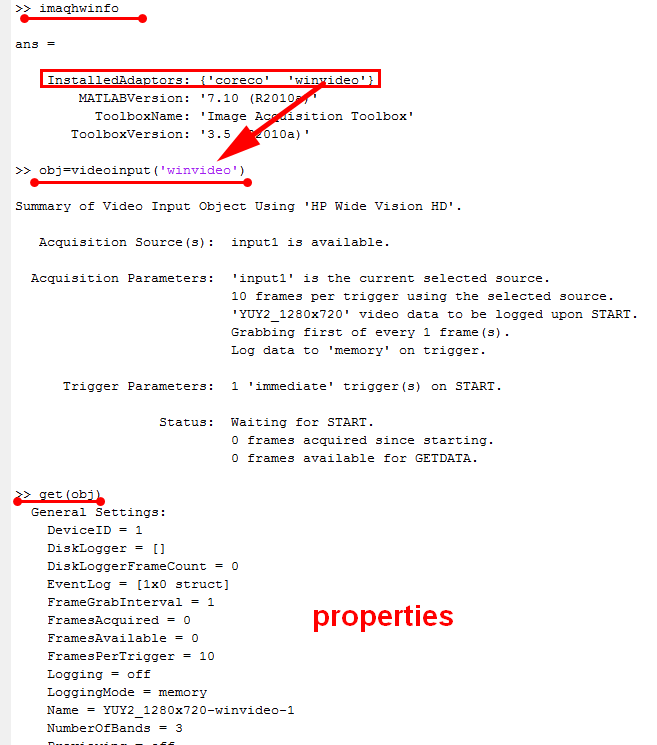 >> imaqhwinfo
ans =
InstalledAdaptors: {'coreco' 'winvideo'}
MATLABVersion: '7.10 (R2010a)'
ToolboxName: 'Image Acquisition Toolbox'
ToolboxVersion: '3.5 (R2010a)'
>> obj=videoinput('winvideo')
Summary of Video Input Object Using 'HP Wide Vision HD'.
Acquisition Source(s): input1 is available.
Acquisition Parameters: 'input1' is the current selected source.
10 frames per trigger using the selected source.
'YUY2_1280x720' video data to be logged upon START.
Grabbing first of every 1 frame(s).
Log data to 'memory' on trigger.
Trigger Parameters: 1 'immediate' trigger(s) on START.
Status: Waiting for START.
0 frames acquired since starting.
0 frames available for GETDATA.
>> get(obj)
General Settings:
DeviceID = 1
DiskLogger = []
DiskLoggerFrameCount = 0
EventLog = [1x0 struct]
FrameGrabInterval = 1
FramesAcquired = 0
properties
FramesAvailable = 0
FramesPerTrigger = 10
Logging = off
LoggingMode = memory
Name = YUY2_1280x720-winvideo-1
NumberOfBands = 3